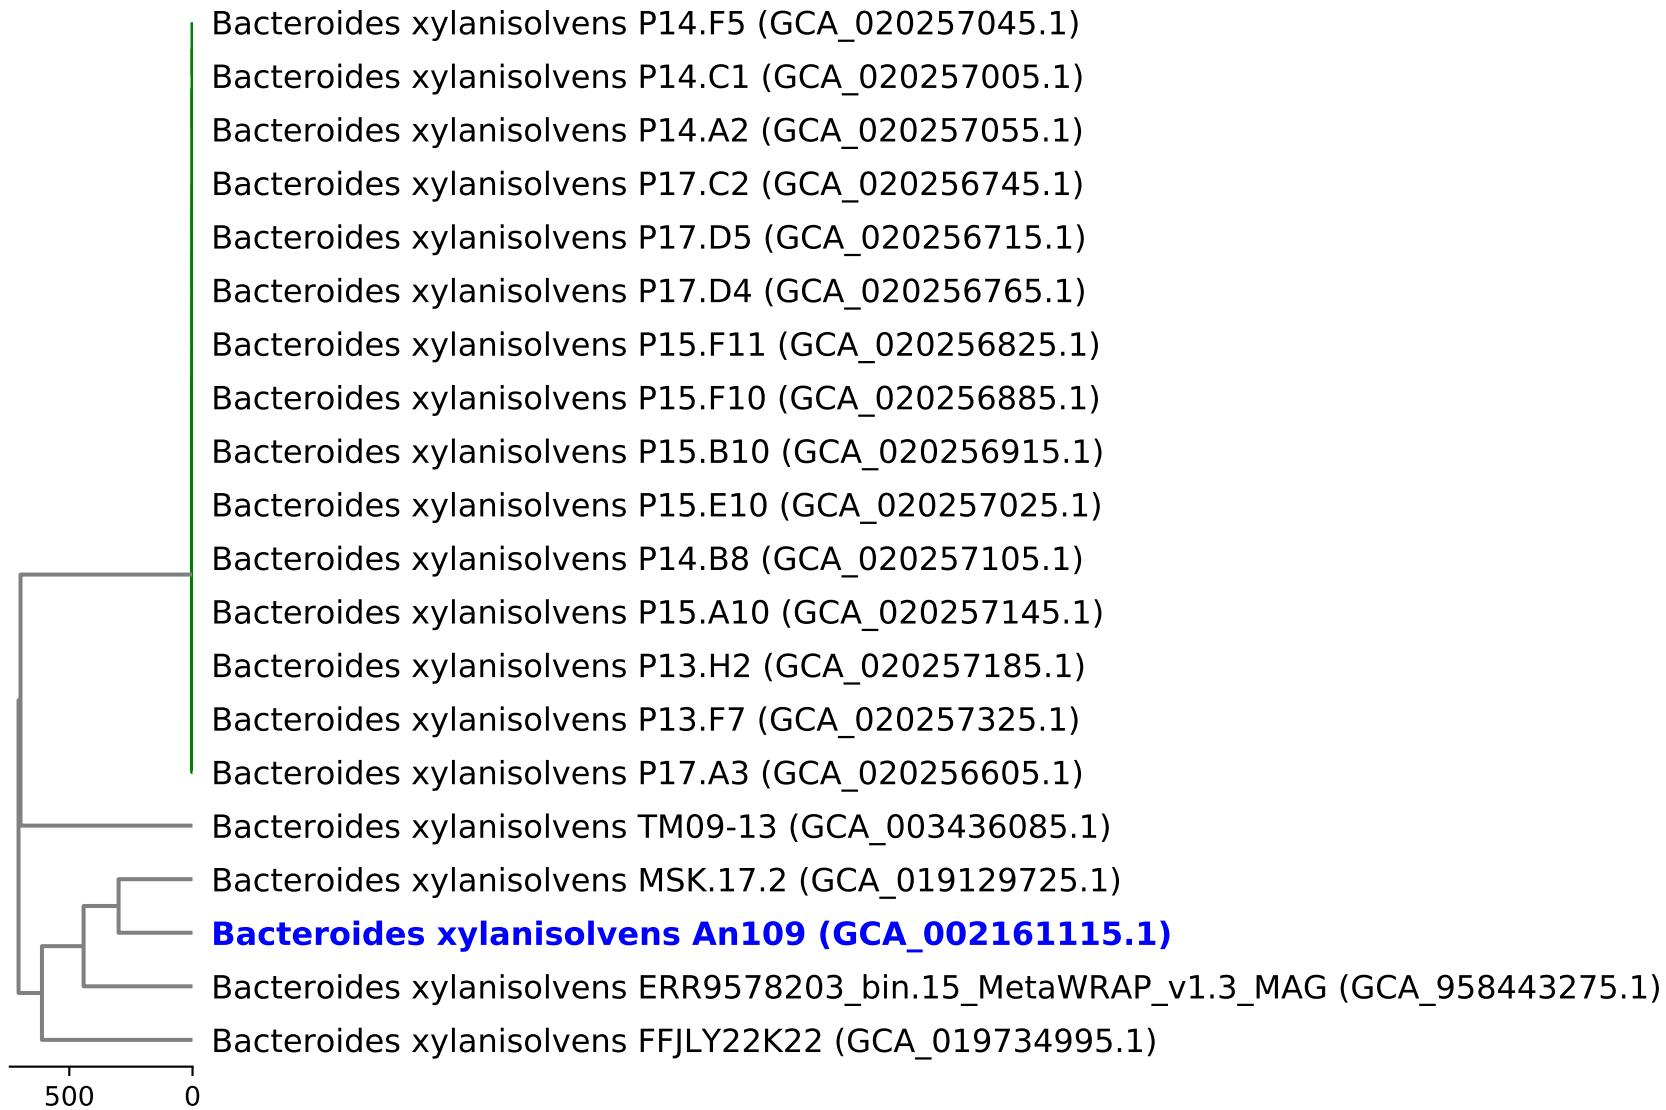 Bacteroides xylanisolvens P14.F5 (GCA_020257045.1)
Bacteroides xylanisolvens P14.C1 (GCA_020257005.1)
Bacteroides xylanisolvens P14.A2 (GCA_020257055.1)
Bacteroides xylanisolvens P17.C2 (GCA_020256745.1)
Bacteroides xylanisolvens P17.D5 (GCA_020256715.1)
Bacteroides xylanisolvens P17.D4 (GCA_020256765.1)
Bacteroides xylanisolvens P15.F11 (GCA_020256825.1)
Bacteroides xylanisolvens P15.F10 (GCA_020256885.1)
Bacteroides xylanisolvens P15.B10 (GCA_020256915.1)
Bacteroides xylanisolvens P15.E10 (GCA_020257025.1)
Bacteroides xylanisolvens P14.B8 (GCA_020257105.1)
Bacteroides xylanisolvens P15.A10 (GCA_020257145.1)
Bacteroides xylanisolvens P13.H2 (GCA_020257185.1)
Bacteroides xylanisolvens P13.F7 (GCA_020257325.1)
Bacteroides xylanisolvens P17.A3 (GCA_020256605.1)
Bacteroides xylanisolvens TM09-13 (GCA_003436085.1)
Bacteroides xylanisolvens MSK.17.2 (GCA_019129725.1)
Bacteroides xylanisolvens An109 (GCA_002161115.1)
Bacteroides xylanisolvens ERR9578203_bin.15_MetaWRAP_v1.3_MAG (GCA_958443275.1)
Bacteroides xylanisolvens FFJLY22K22 (GCA_019734995.1)
500 0